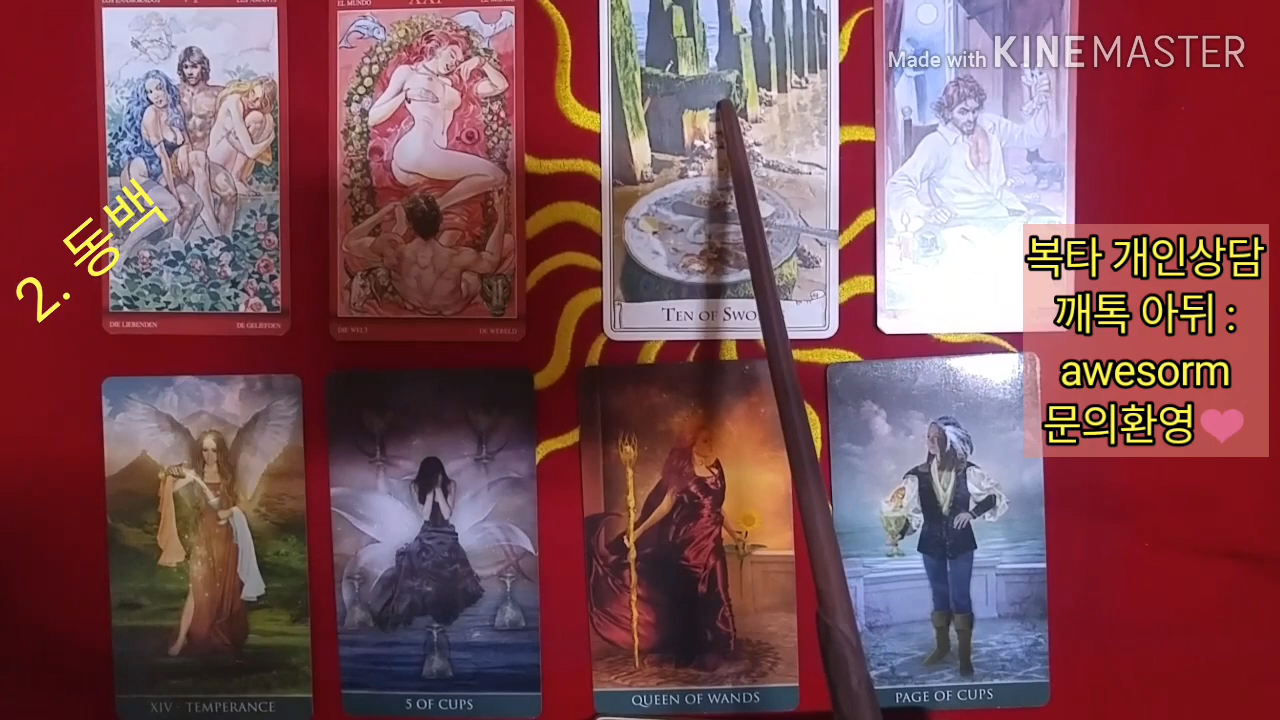 EL MUNDO
XXI
Made with KINEMASTER
2. 동백
TEN OF SWO
DIE LIEBENDEN
DE GELIEFDEN
DIE WELT
DE WERELD
복타 개인상담
깨톡 아뒤 :
awesorm
문의환영
XIV · TEMPERANCE
5 OF CUPS
QUEEN OF WANDS
PAGE OF CUPS